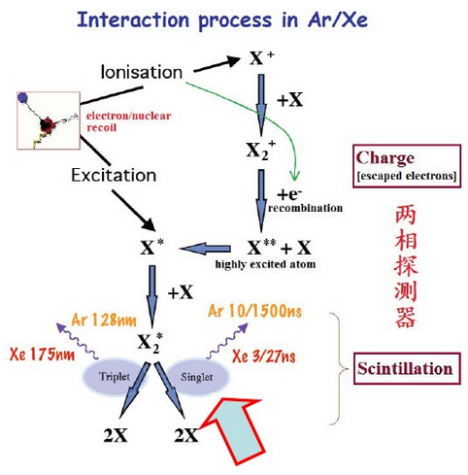 Interaction process in Ar/Xe
Ionisation
X⁺
+X
electron/nuclear
recoil
X₂⁺
Charge
[escaped electrons]
Excitation
+e⁻
recombination
两相探测器
X*
X** + X
highly excited atom
+X
Ar 128nm
Ar 10/1500ns
X₂*
Xe 175nm
Xe 3/27ns
Triplet
Singlet
Scintillation
2X
2X